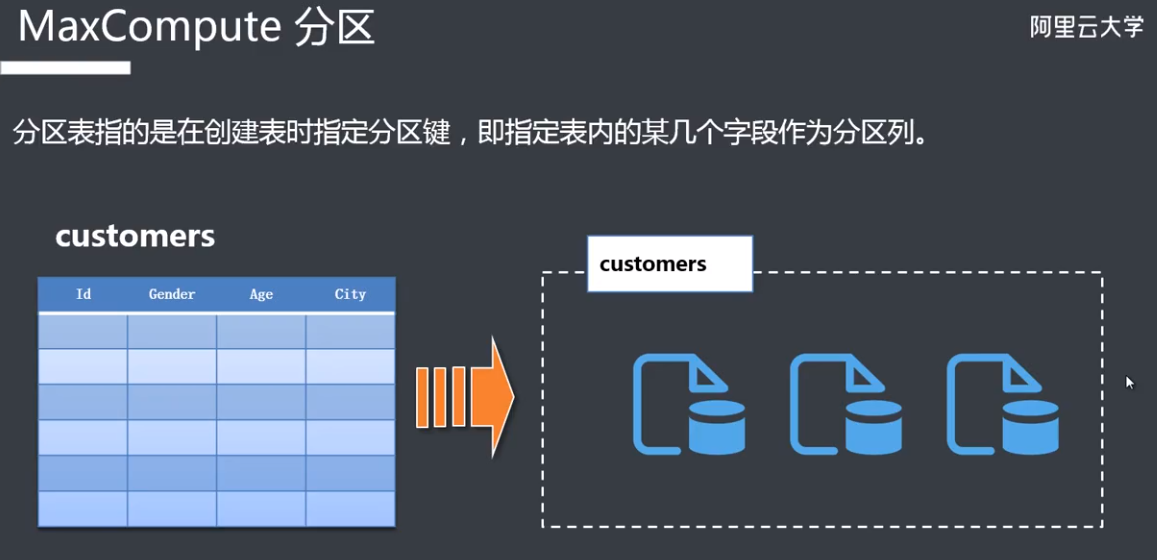 MaxCompute 分区
阿里云大学
分区表指的是在创建表时指定分区键，即指定表内的某几个字段作为分区列。
customers
customers
Id Gender Age City